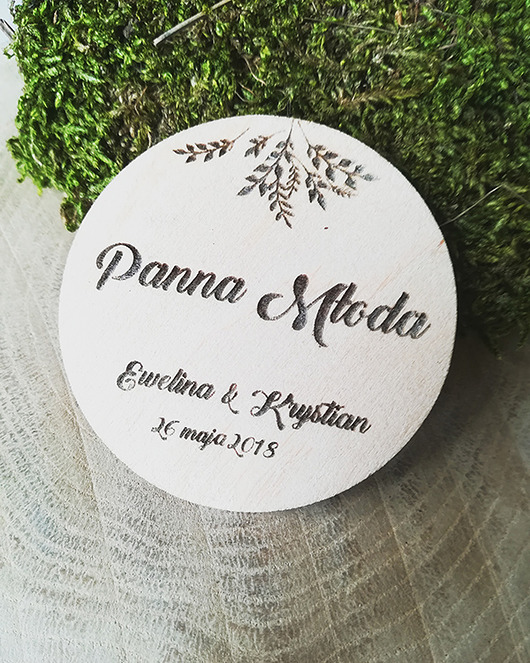 Panna Młoda
Ewelina & Krystian
26 maja 2018